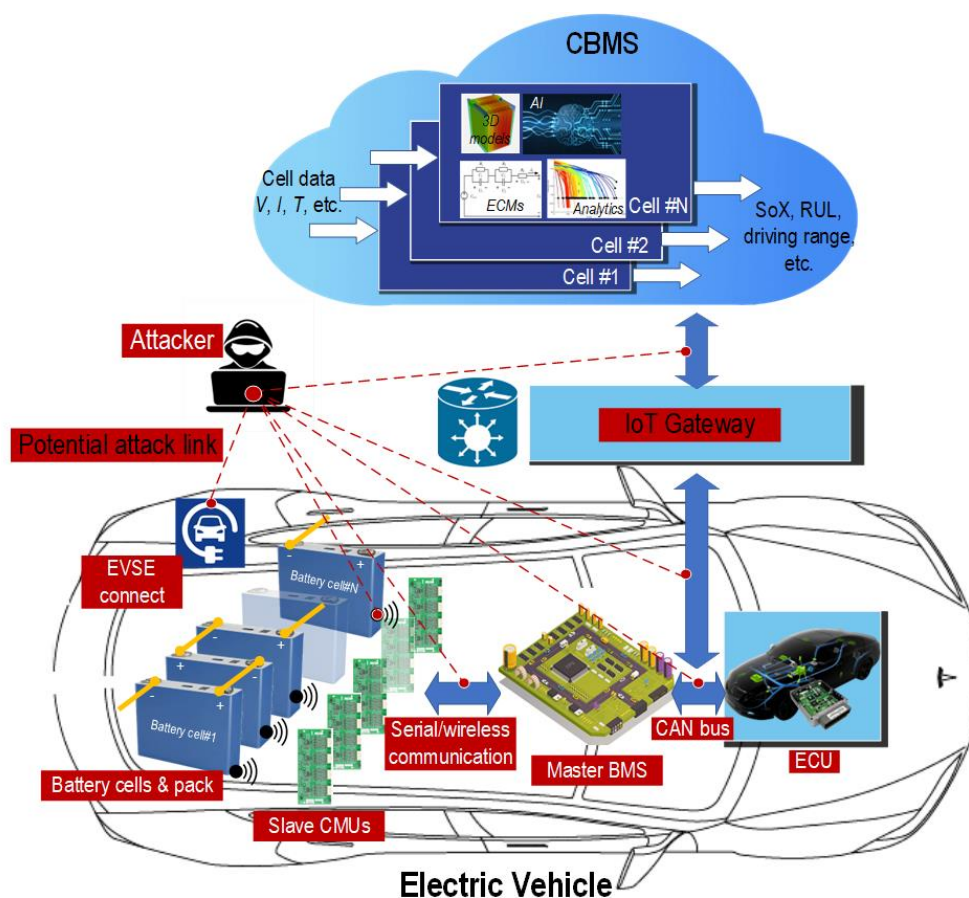 CBMS
AI
3D
models
Cell data
V, I, T, etc.
ECMs
Analytics
Cell #N
Cell #2
Cell #1
SoX, RUL,
driving range,
etc.
Attacker
IoT Gateway
Potential attack link
EVSE
connect
Battery cell#N
- +
- +
- +
- +
Battery cell#1
Serial/wireless
communication
CAN bus
Master BMS
ECU
Battery cells & pack
Slave CMUs
Electric Vehicle